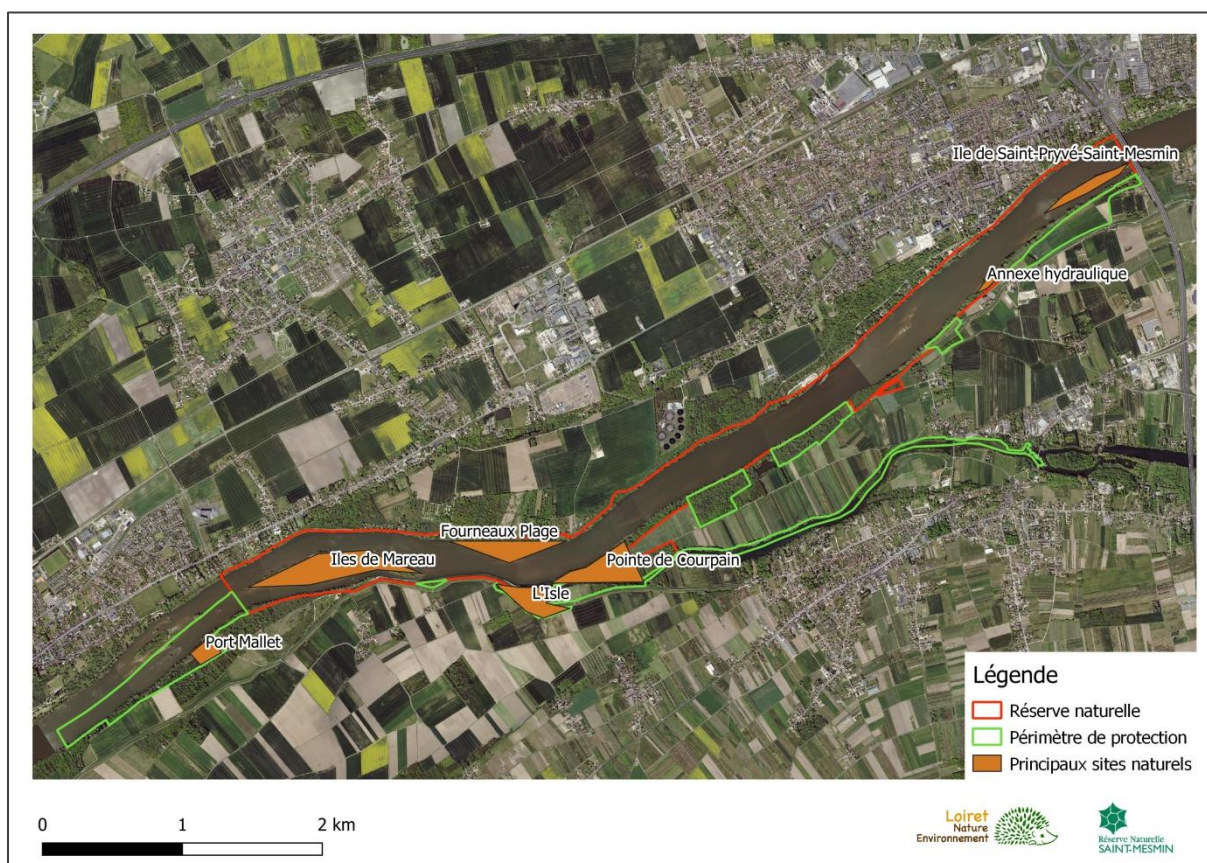 Ile de Saint-Pryvé-Saint-Mesmin
Annexe hydraulique
Fourneaux Plage
Iles de Mareau
Pointe de Courpain
L'Isle
Port Mallet
Légende
Réserve naturelle
Périmètre de protection
Principaux sites naturels
0 1 2 km
Loiret
Nature
Environnement
Réserve Naturelle
SAINT-MESMIN